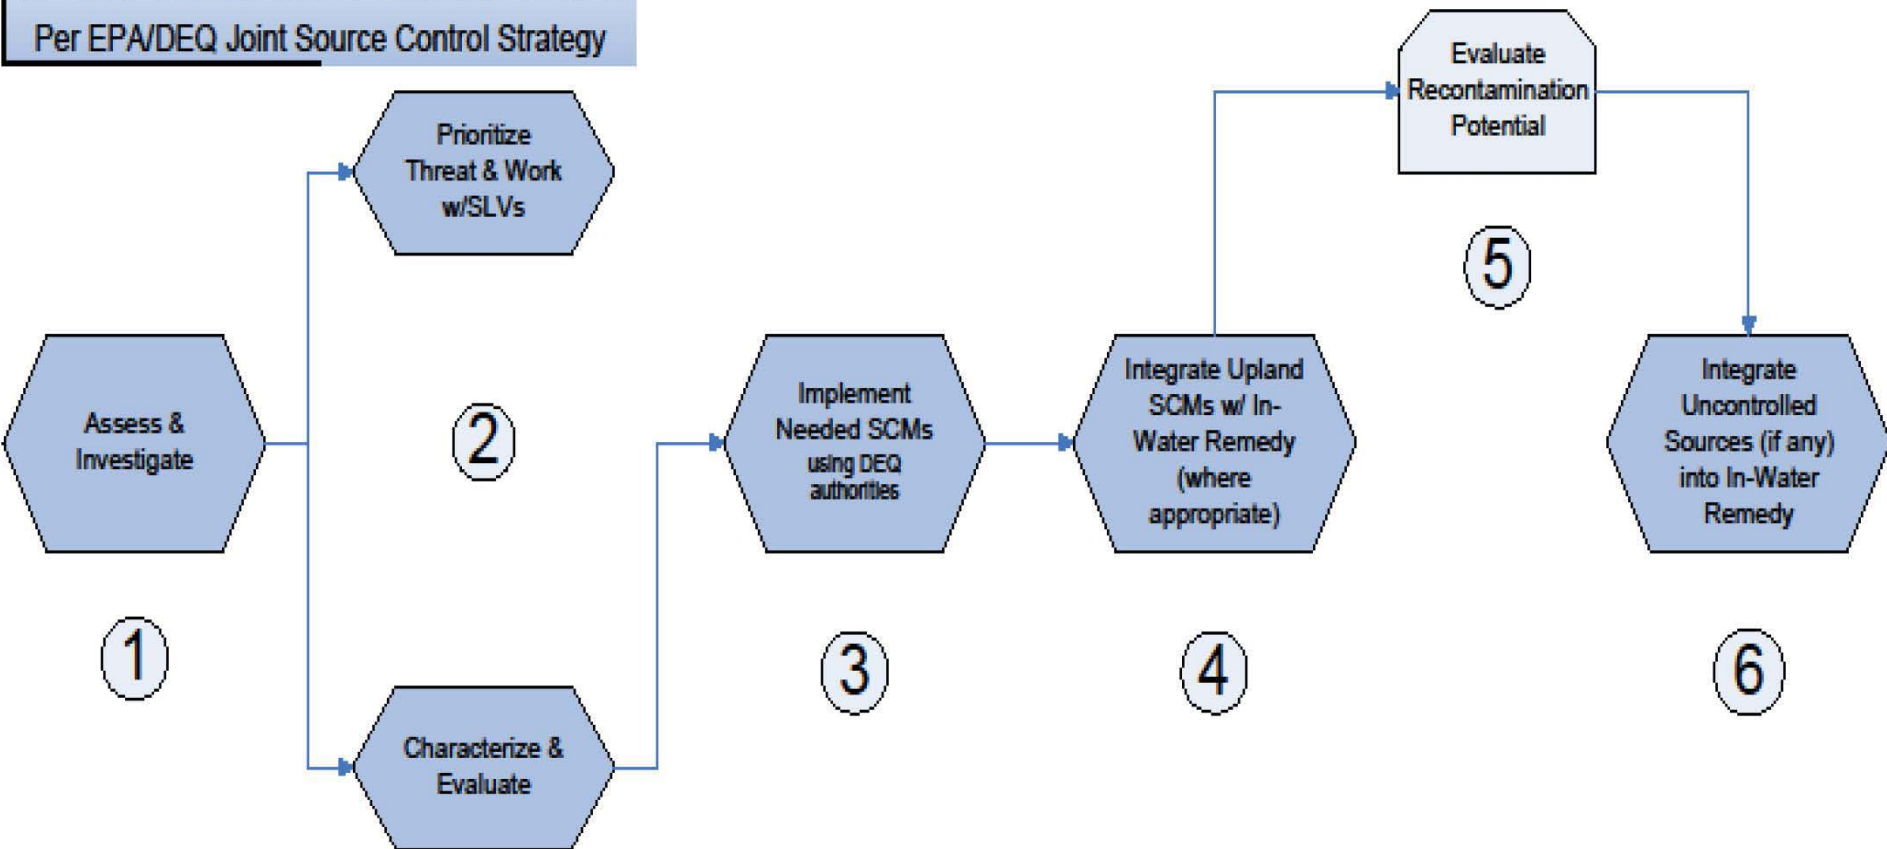 Per EPA/DEQ Joint Source Control Strategy
Prioritize
Threat & Work
w/SLVs
Assess &
Investigate
1
2
Characterize &
Evaluate
Implement
Needed SCMs
using DEQ
authorities
3
Integrate Upland
SCMs w/ In-
Water Remedy
(where
appropriate)
4
Evaluate
Recontamination
Potential
5
Integrate
Uncontrolled
Sources (if any)
into In-Water
Remedy
6